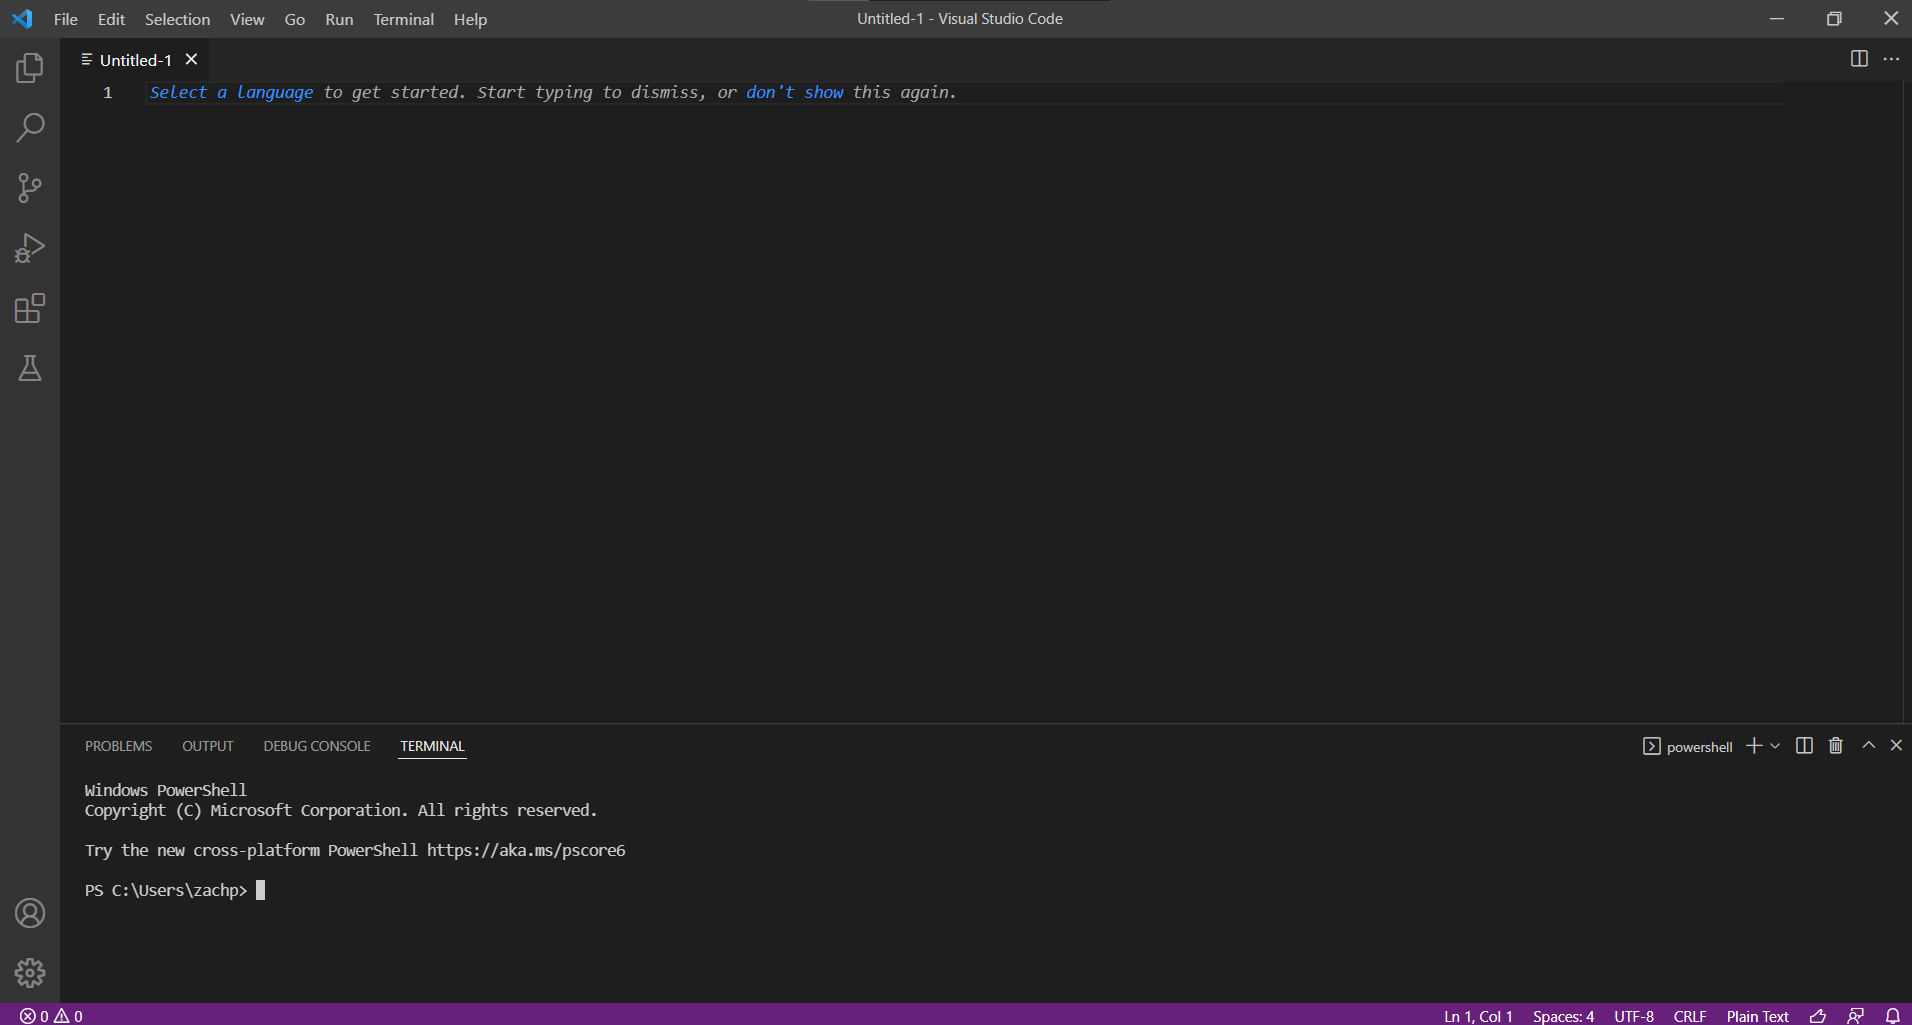 File Edit Selection View Go Run Terminal Help Untitled-1 - Visual Studio Code
Untitled-1
1 Select a language to get started. Start typing to dismiss, or don't show this again.
PROBLEMS OUTPUT DEBUG CONSOLE TERMINAL powershell
Windows PowerShell
Copyright (C) Microsoft Corporation. All rights reserved.
Try the new cross-platform PowerShell https://aka.ms/pscore6
PS C:\Users\zachp>
0 0 Ln 1, Col 1 Spaces: 4 UTF-8 CRLF Plain Text